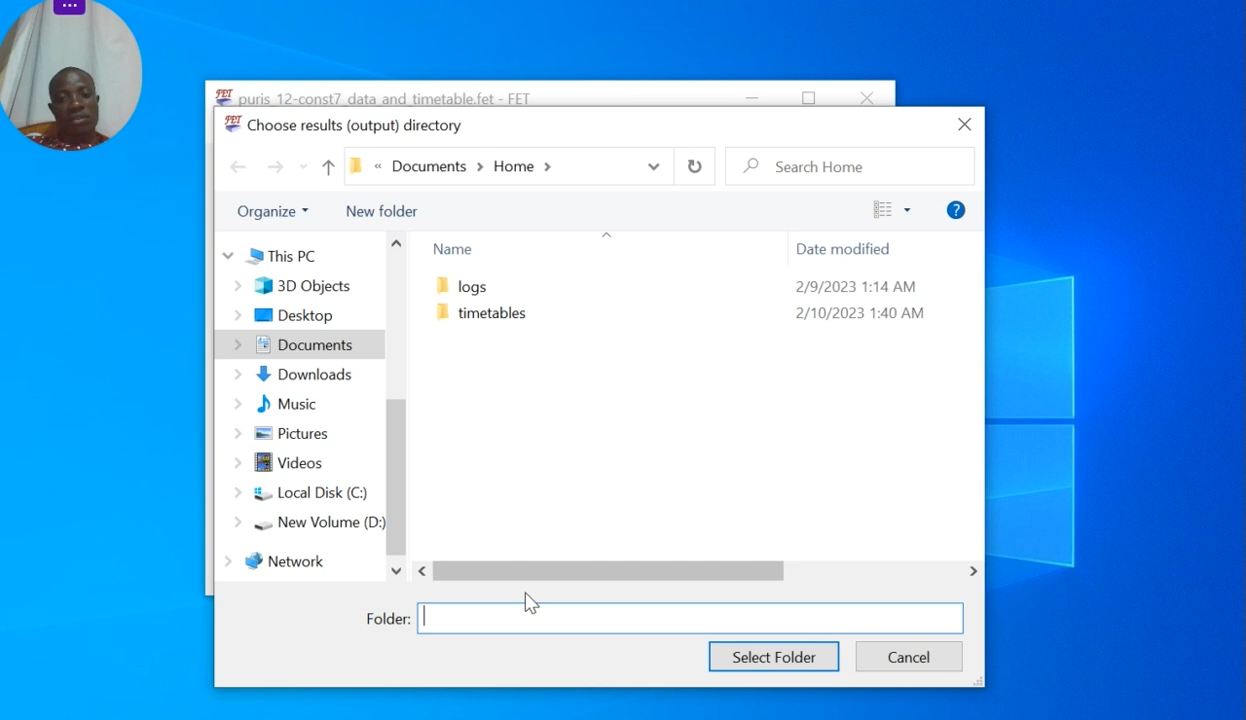 FET puris_12-const7_data_and_timetable.fet - FET
FET Choose results (output) directory
« Documents > Home >
Search Home
Organize
New folder
?
Name
Date modified
This PC
3D Objects
Desktop
Documents
Downloads
Music
Pictures
Videos
Local Disk (C:)
New Volume (D:)
Network
logs 2/9/2023 1:14 AM
timetables 2/10/2023 1:40 AM
Folder:
Select Folder
Cancel